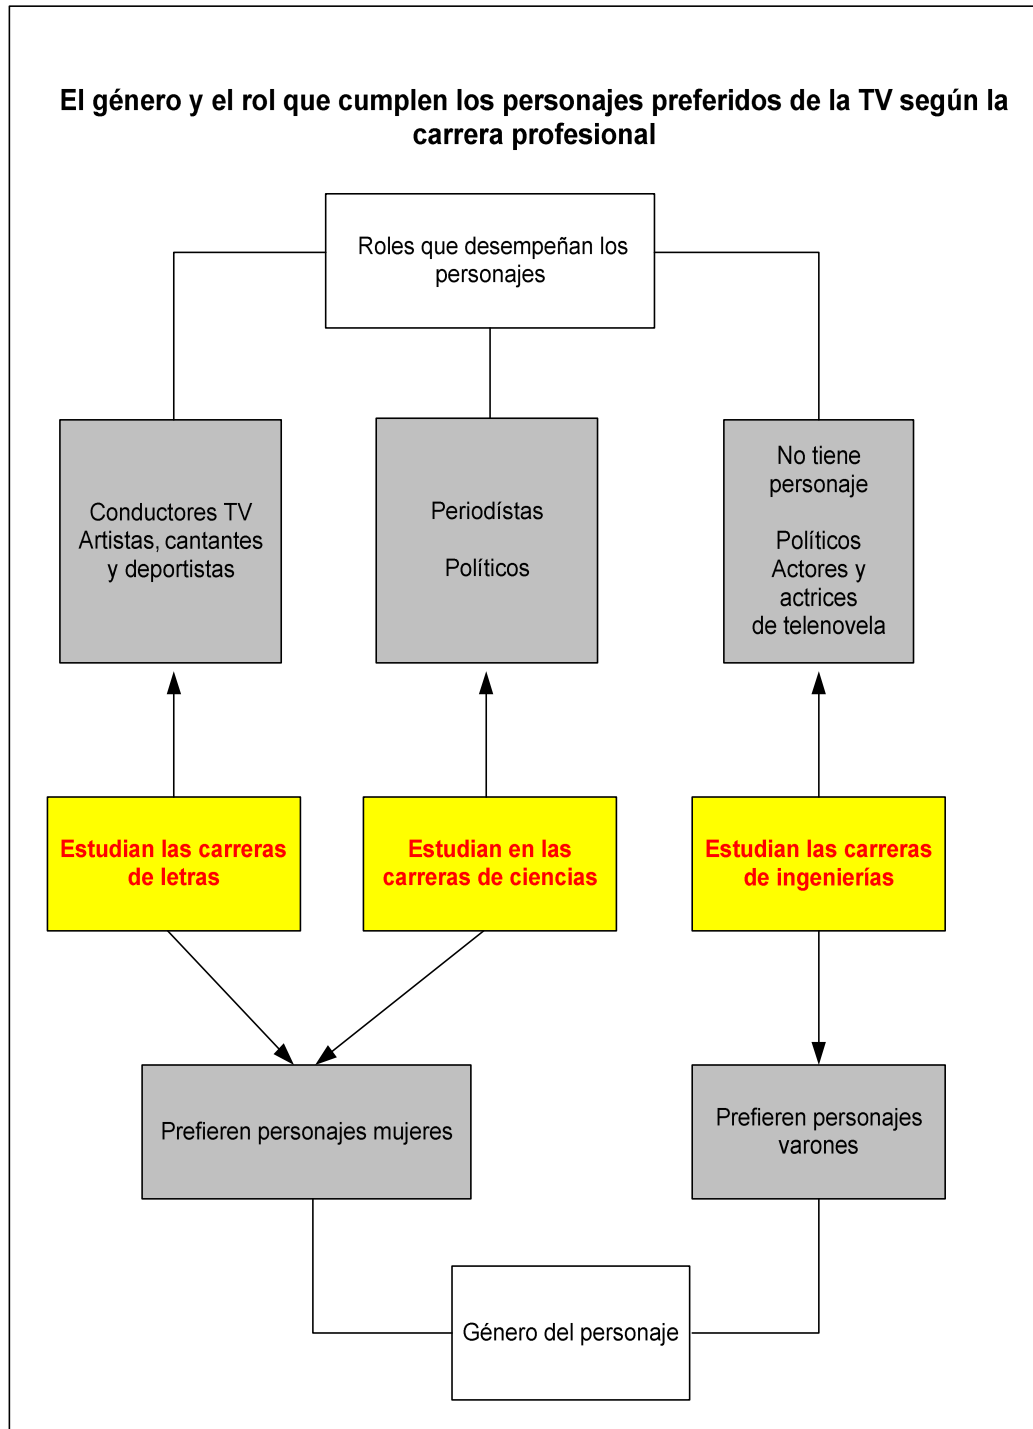 El género y el rol que cumplen los personajes preferidos de la TV según la
carrera profesional
Roles que desempeñan los
personajes
Conductores TV
Artistas, cantantes
y deportistas
Periodístas
Políticos
No tiene
personaje
Políticos
Actores y
actrices
de telenovela
Estudian las carreras
de letras
Estudian en las
carreras de ciencias
Estudian las carreras
de ingenierías
Prefieren personajes mujeres
Prefieren personajes
varones
Género del personaje